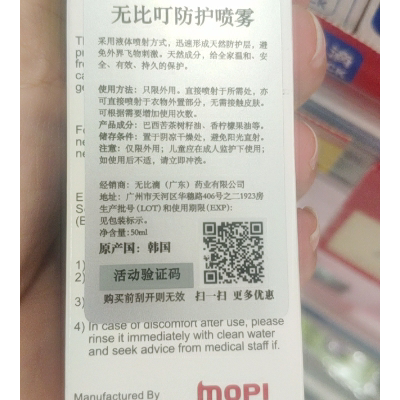 无比叮防护喷雾
采用液体喷射方式，迅速形成天然防护层，避
免外界飞物刺激。天然成分，给全家温和、安
全、有效、持久的保护。
使用方法：只限外用。直接喷射于所需处，亦
可直接喷射于衣物外置部分，无需接触皮肤。
可根据需要增加使用次数。
产品成分：巴西苦茶树籽油、香柠檬果油等。
储存条件：置于阴凉干燥处，避免阳光直射。
注意：仅限外用；儿童应在成人监护下使用；
如使用后不适，请立即冲洗。
经销商：无比滴（广东）药业有限公司
地址：广州市天河区华穗路406号之二1923房
生产批号(LOT)和使用期限(EXP)：
见包装标示。
净含量:50ml
原产国：韩国
活动验证码
购买前刮开则无效 扫一扫 更多优惠
1)
2)
3)
4) In case of discomfort after use, please
rinse it immediately with clean water
and seek advice from medical staff if.
Manufactured By MOPI